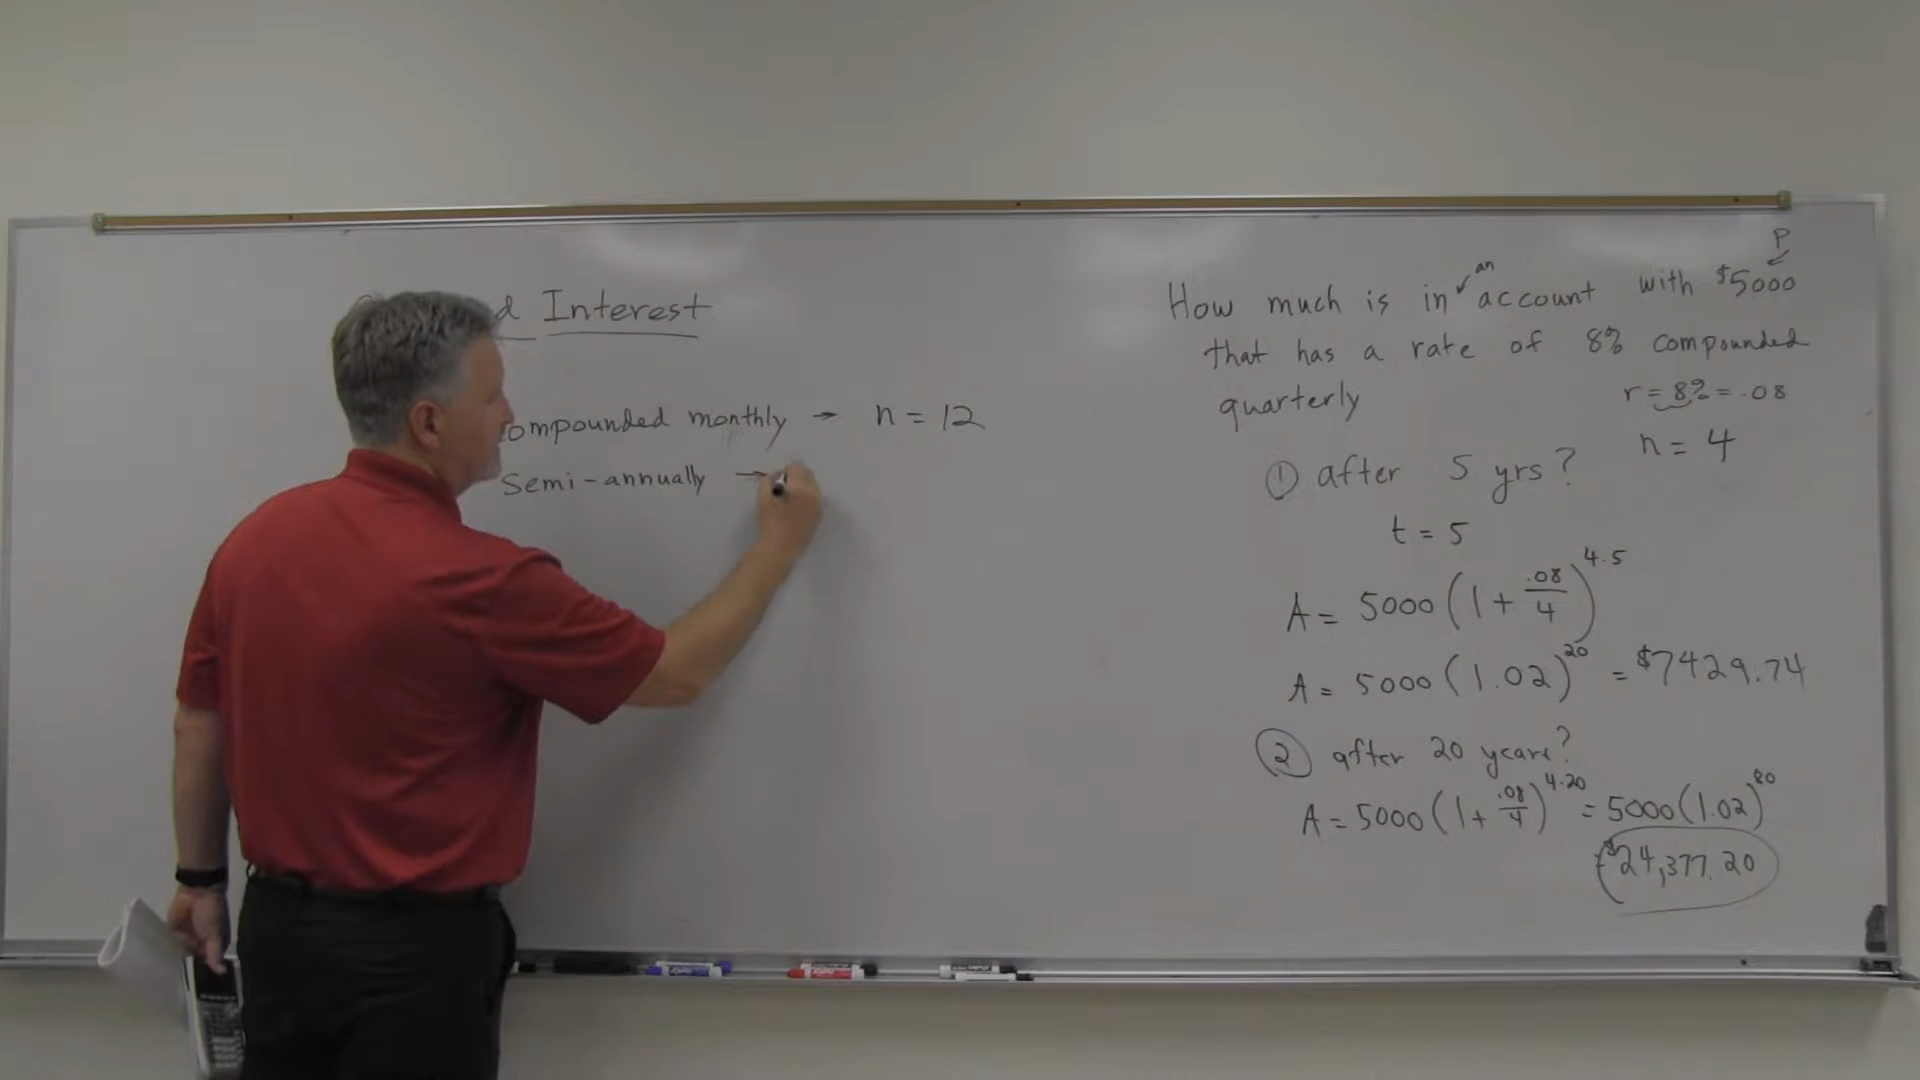 d Interest
compounded monthly → n = 12
Semi-annually →
P
How much is in an account with $5000
that has a rate of 8% compounded
quarterly
r = 8% = .08
n = 4
① after 5 yrs?
t = 5
A = 5000 (1 + .08/4)^4·5
A = 5000 (1.02)^20 = $7429.74
② after 20 years?
A = 5000 (1 + .08/4)^4·20 = 5000 (1.02)^80
= $24,377.20